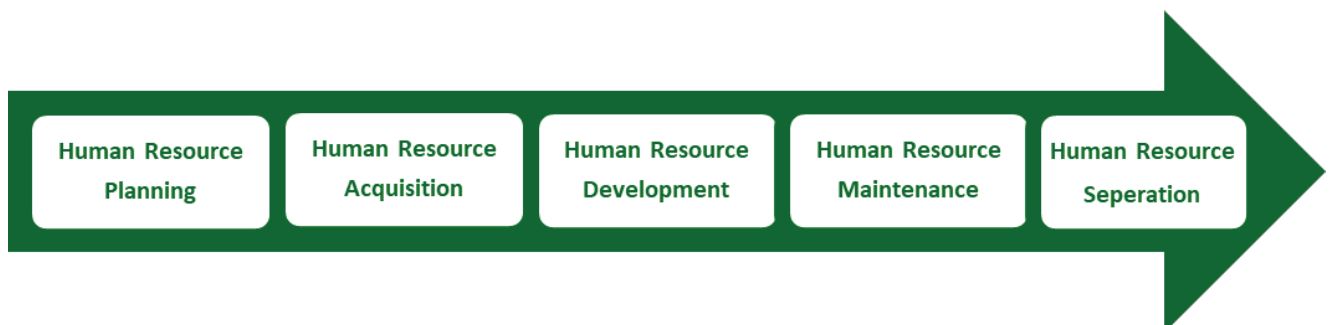 Human Resource
Planning
Human Resource
Acquisition
Human Resource
Development
Human Resource
Maintenance
Human Resource
Seperation